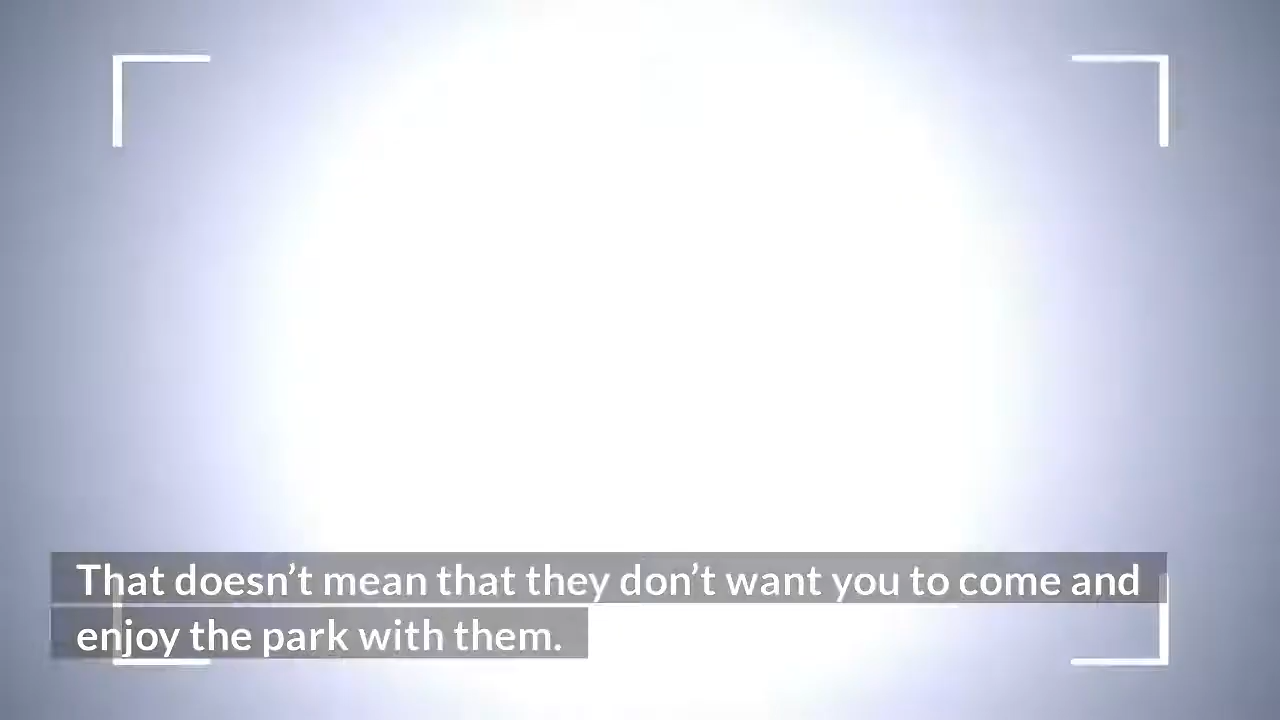 That doesn’t mean that they don’t want you to come and
enjoy the park with them.